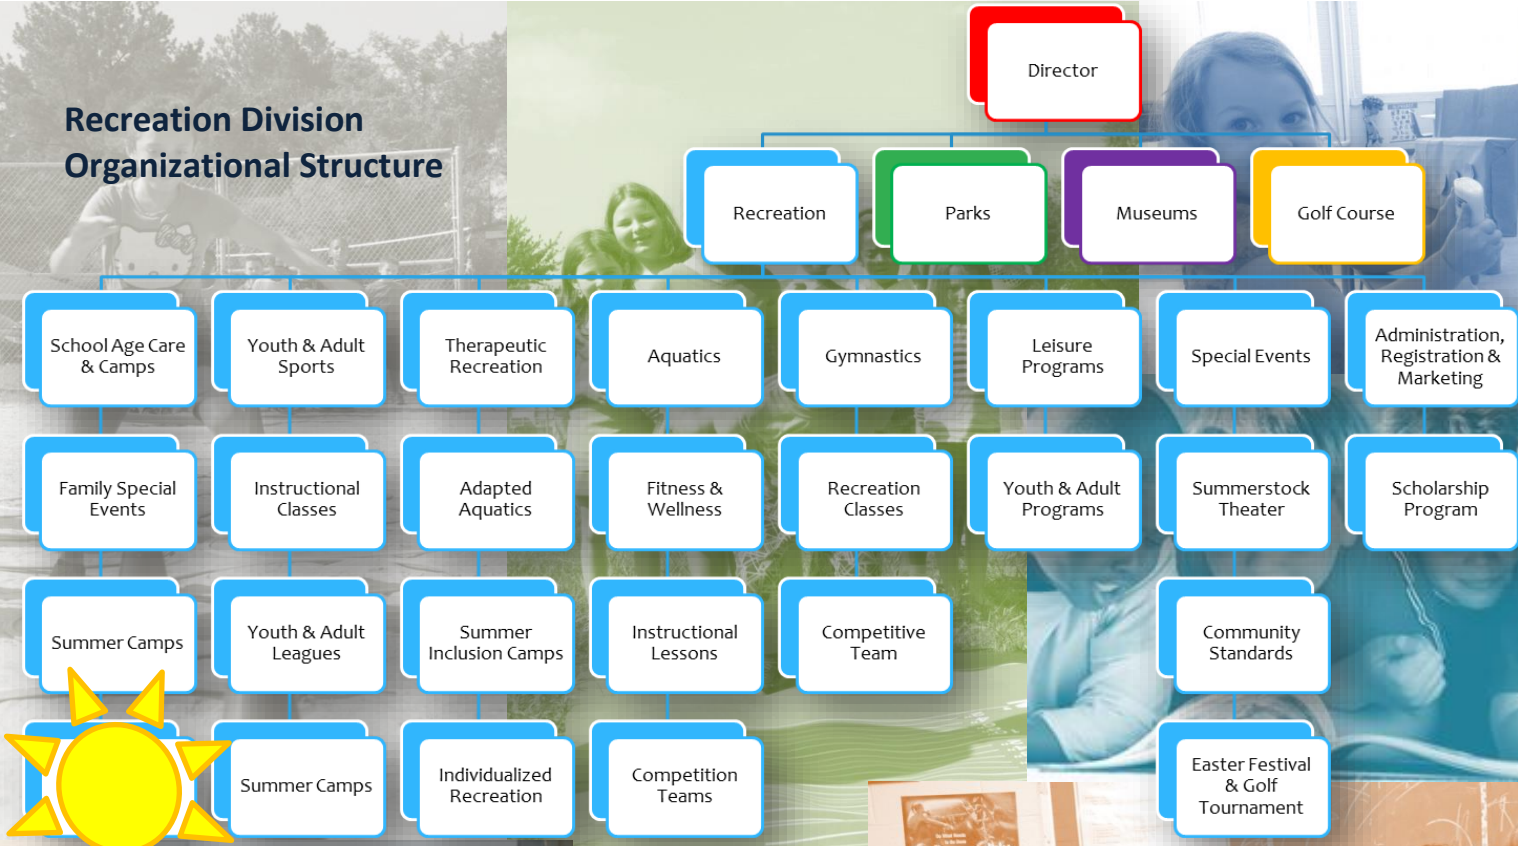 Recreation Division
Organizational Structure
Director
Recreation
Parks
Museums
Golf Course
School Age Care
& Camps
Youth & Adult
Sports
Therapeutic
Recreation
Aquatics
Gymnastics
Leisure
Programs
Special Events
Administration,
Registration &
Marketing
Family Special
Events
Instructional
Classes
Adapted
Aquatics
Fitness &
Wellness
Recreation
Classes
Youth & Adult
Programs
Summerstock
Theater
Scholarship
Program
Summer Camps
Youth & Adult
Leagues
Summer
Inclusion Camps
Instructional
Lessons
Competitive
Team
Community
Standards
Summer Camps
Individualized
Recreation
Competition
Teams
Easter Festival
& Golf
Tournament